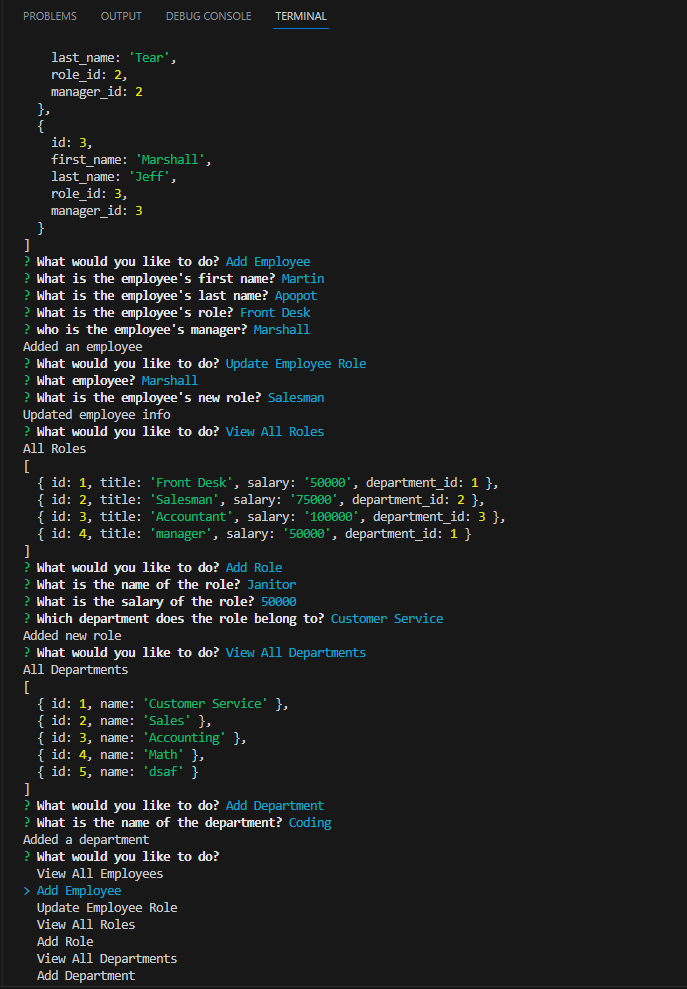 PROBLEMS OUTPUT DEBUG CONSOLE TERMINAL
last_name: 'Tear',
role_id: 2,
manager_id: 2
},
{
id: 3,
first_name: 'Marshall',
last_name: 'Jeff',
role_id: 3,
manager_id: 3
}
]
? What would you like to do? Add Employee
? What is the employee's first name? Martin
? What is the employee's last name? Apopot
? What is the employee's role? Front Desk
? who is the employee's manager? Marshall
Added an employee
? What would you like to do? Update Employee Role
? What employee? Marshall
? What is the employee's new role? Salesman
Updated employee info
? What would you like to do? View All Roles
All Roles
[
{ id: 1, title: 'Front Desk', salary: '50000', department_id: 1 },
{ id: 2, title: 'Salesman', salary: '75000', department_id: 2 },
{ id: 3, title: 'Accountant', salary: '100000', department_id: 3 },
{ id: 4, title: 'manager', salary: '50000', department_id: 1 }
]
? What would you like to do? Add Role
? What is the name of the role? Janitor
? What is the salary of the role? 50000
? Which department does the role belong to? Customer Service
Added new role
? What would you like to do? View All Departments
All Departments
[
{ id: 1, name: 'Customer Service' },
{ id: 2, name: 'Sales' },
{ id: 3, name: 'Accounting' },
{ id: 4, name: 'Math' },
{ id: 5, name: 'dsaf' }
]
? What would you like to do? Add Department
? What is the name of the department? Coding
Added a department
? What would you like to do?
View All Employees
> Add Employee
Update Employee Role
View All Roles
Add Role
View All Departments
Add Department